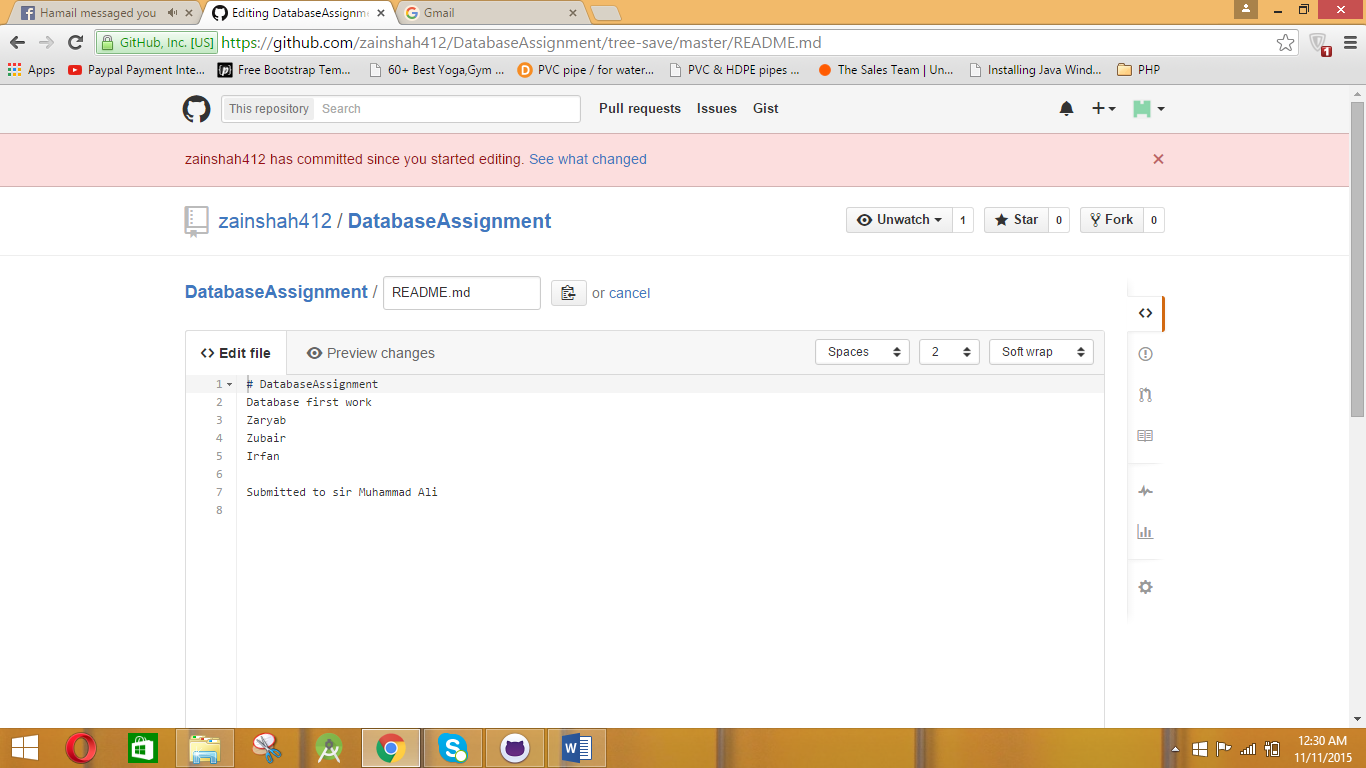 Hamail messaged you
Editing DatabaseAssignm
Gmail
GitHub, Inc. [US] https://github.com/zainshah412/DatabaseAssignment/tree-save/master/README.md
1
Apps Paypal Payment Inte... Free Bootstrap Tem... 60+ Best Yoga,Gym ... PVC pipe / for water... PVC & HDPE pipes ... The Sales Team | Un... Installing Java Wind... PHP
This repository Search Pull requests Issues Gist
zainshah412 has committed since you started editing. See what changed
zainshah412 / DatabaseAssignment
Unwatch 1 Star 0 Fork 0
DatabaseAssignment / README.md or cancel
Edit file Preview changes Spaces 2 Soft wrap
1 # DatabaseAssignment
2 Database first work
3 Zaryab
4 Zubair
5 Irfan
6
7 Submitted to sir Muhammad Ali
8
12:30 AM
11/11/2015